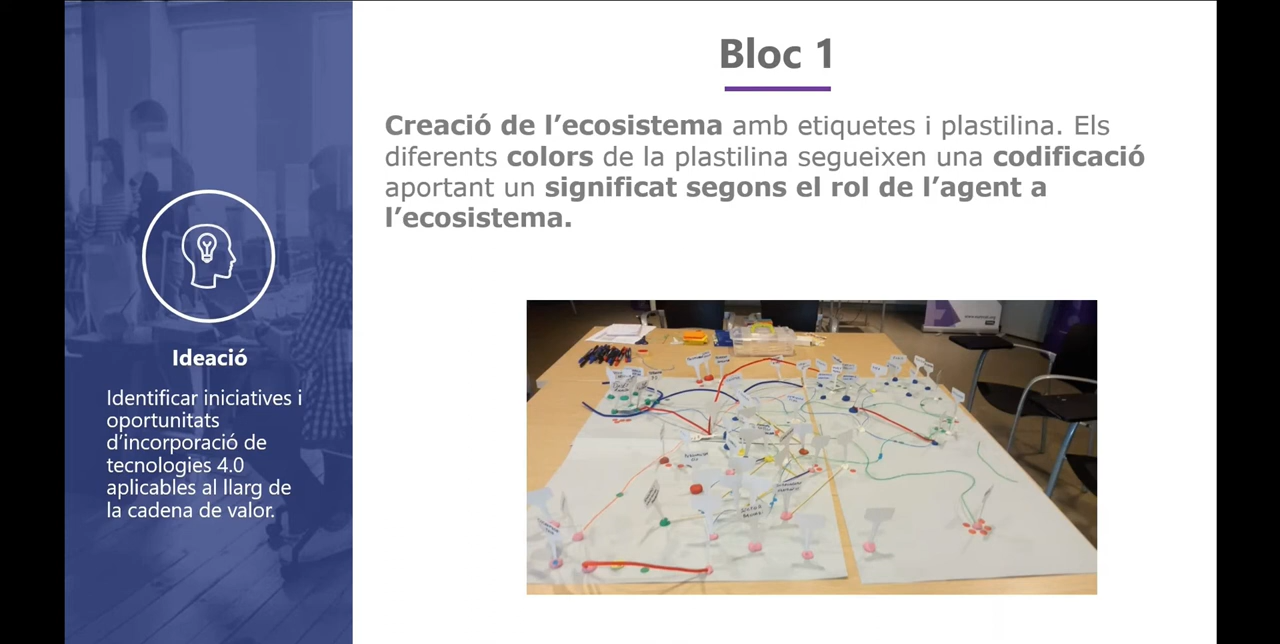 Bloc 1
Creació de l’ecosistema amb etiquetes i plastilina. Els
diferents colors de la plastilina segueixen una codificació
aportant un significat segons el rol de l’agent a
l’ecosistema.
Ideació
Identificar iniciatives i
oportunitats
d’incorporació de
tecnologies 4.0
aplicables al llarg de
la cadena de valor.